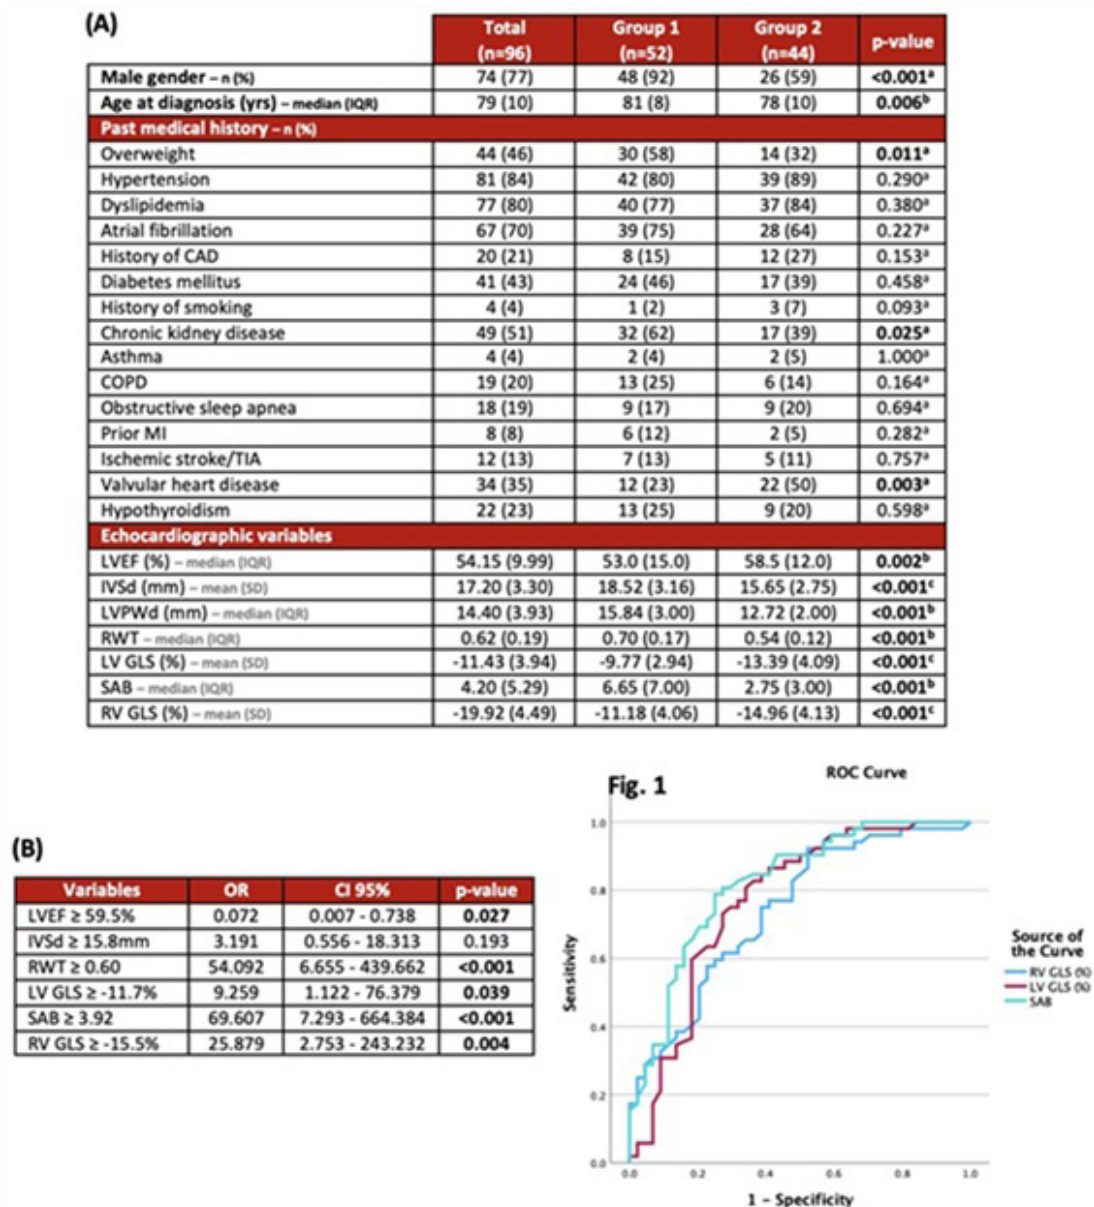 (A)
Total (n=96) Group 1 (n=52) Group 2 (n=44) p-value
Male gender – n (%) 74 (77) 48 (92) 26 (59) <0.001ª
Age at diagnosis (yrs) – median (IQR) 79 (10) 81 (8) 78 (10) 0.006ᵇ
Past medical history – n (%)
Overweight 44 (46) 30 (58) 14 (32) 0.011ª
Hypertension 81 (84) 42 (80) 39 (89) 0.290ª
Dyslipidemia 77 (80) 40 (77) 37 (84) 0.380ª
Atrial fibrillation 67 (70) 39 (75) 28 (64) 0.227ª
History of CAD 20 (21) 8 (15) 12 (27) 0.153ª
Diabetes mellitus 41 (43) 24 (46) 17 (39) 0.458ª
History of smoking 4 (4) 1 (2) 3 (7) 0.093ª
Chronic kidney disease 49 (51) 32 (62) 17 (39) 0.025ª
Asthma 4 (4) 2 (4) 2 (5) 1.000ª
COPD 19 (20) 13 (25) 6 (14) 0.164ª
Obstructive sleep apnea 18 (19) 9 (17) 9 (20) 0.694ª
Prior MI 8 (8) 6 (12) 2 (5) 0.282ª
Ischemic stroke/TIA 12 (13) 7 (13) 5 (11) 0.757ª
Valvular heart disease 34 (35) 12 (23) 22 (50) 0.003ª
Hypothyroidism 22 (23) 13 (25) 9 (20) 0.598ª
Echocardiographic variables
LVEF (%) – median (IQR) 54.15 (9.99) 53.0 (15.0) 58.5 (12.0) 0.002ᵇ
IVSd (mm) – mean (SD) 17.20 (3.30) 18.52 (3.16) 15.65 (2.75) <0.001ᶜ
LVPWd (mm) – median (IQR) 14.40 (3.93) 15.84 (3.00) 12.72 (2.00) <0.001ᵇ
RWT – median (IQR) 0.62 (0.19) 0.70 (0.17) 0.54 (0.12) <0.001ᵇ
LV GLS (%) – mean (SD) -11.43 (3.94) -9.77 (2.94) -13.39 (4.09) <0.001ᶜ
SAB – median (IQR) 4.20 (5.29) 6.65 (7.00) 2.75 (3.00) <0.001ᵇ
RV GLS (%) – mean (SD) -19.92 (4.49) -11.18 (4.06) -14.96 (4.13) <0.001ᶜ
(B)
Variables OR CI 95% p-value
LVEF ≥ 59.5% 0.072 0.007 - 0.738 0.027
IVSd ≥ 15.8mm 3.191 0.556 - 18.313 0.193
RWT ≥ 0.60 54.092 6.655 - 439.662 <0.001
LV GLS ≥ -11.7% 9.259 1.122 - 76.379 0.039
SAB ≥ 3.92 69.607 7.293 - 664.384 <0.001
RV GLS ≥ -15.5% 25.879 2.753 - 243.232 0.004
Fig. 1
ROC Curve
Sensitivity
1.0
0.8
0.6
0.4
0.2
0.0
0.0 0.2 0.4 0.6 0.8 1.0
1 - Specificity
Source of
the Curve
RV GLS (%)
LV GLS (%)
SAB